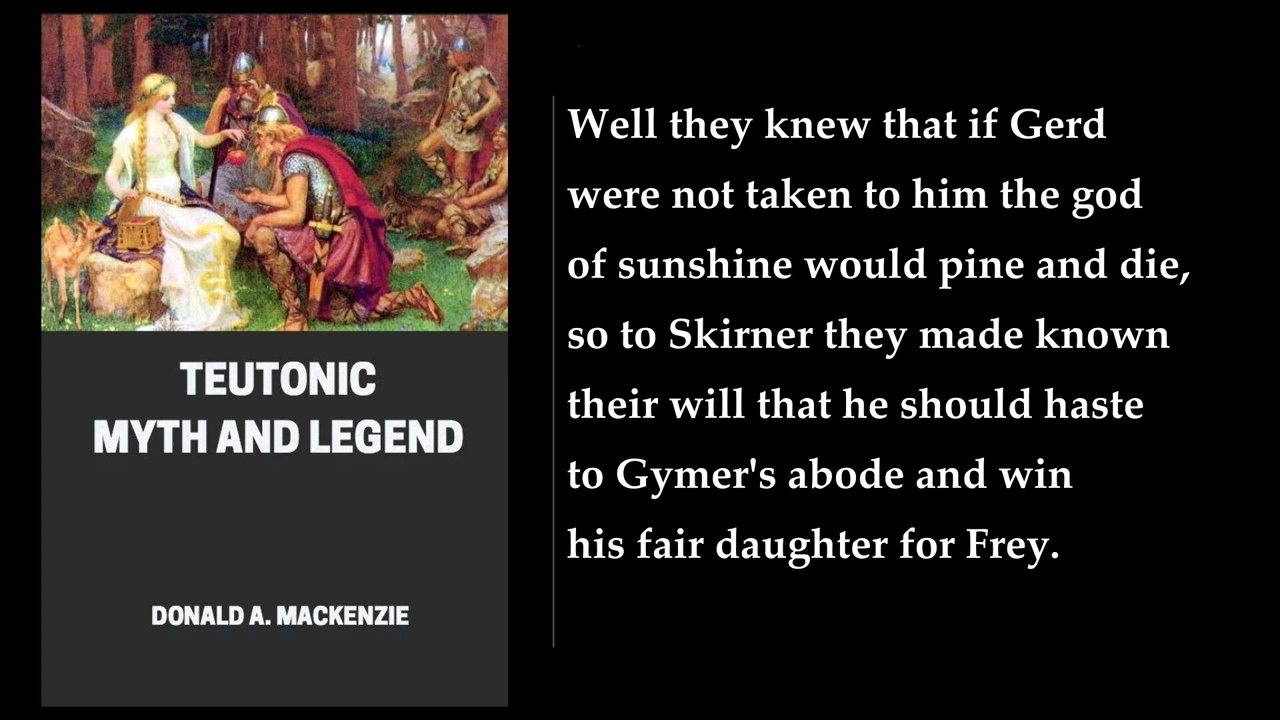 TEUTONIC
MYTH AND LEGEND
DONALD A. MACKENZIE
Well they knew that if Gerd
were not taken to him the god
of sunshine would pine and die,
so to Skirner they made known
their will that he should haste
to Gymer's abode and win
his fair daughter for Frey.